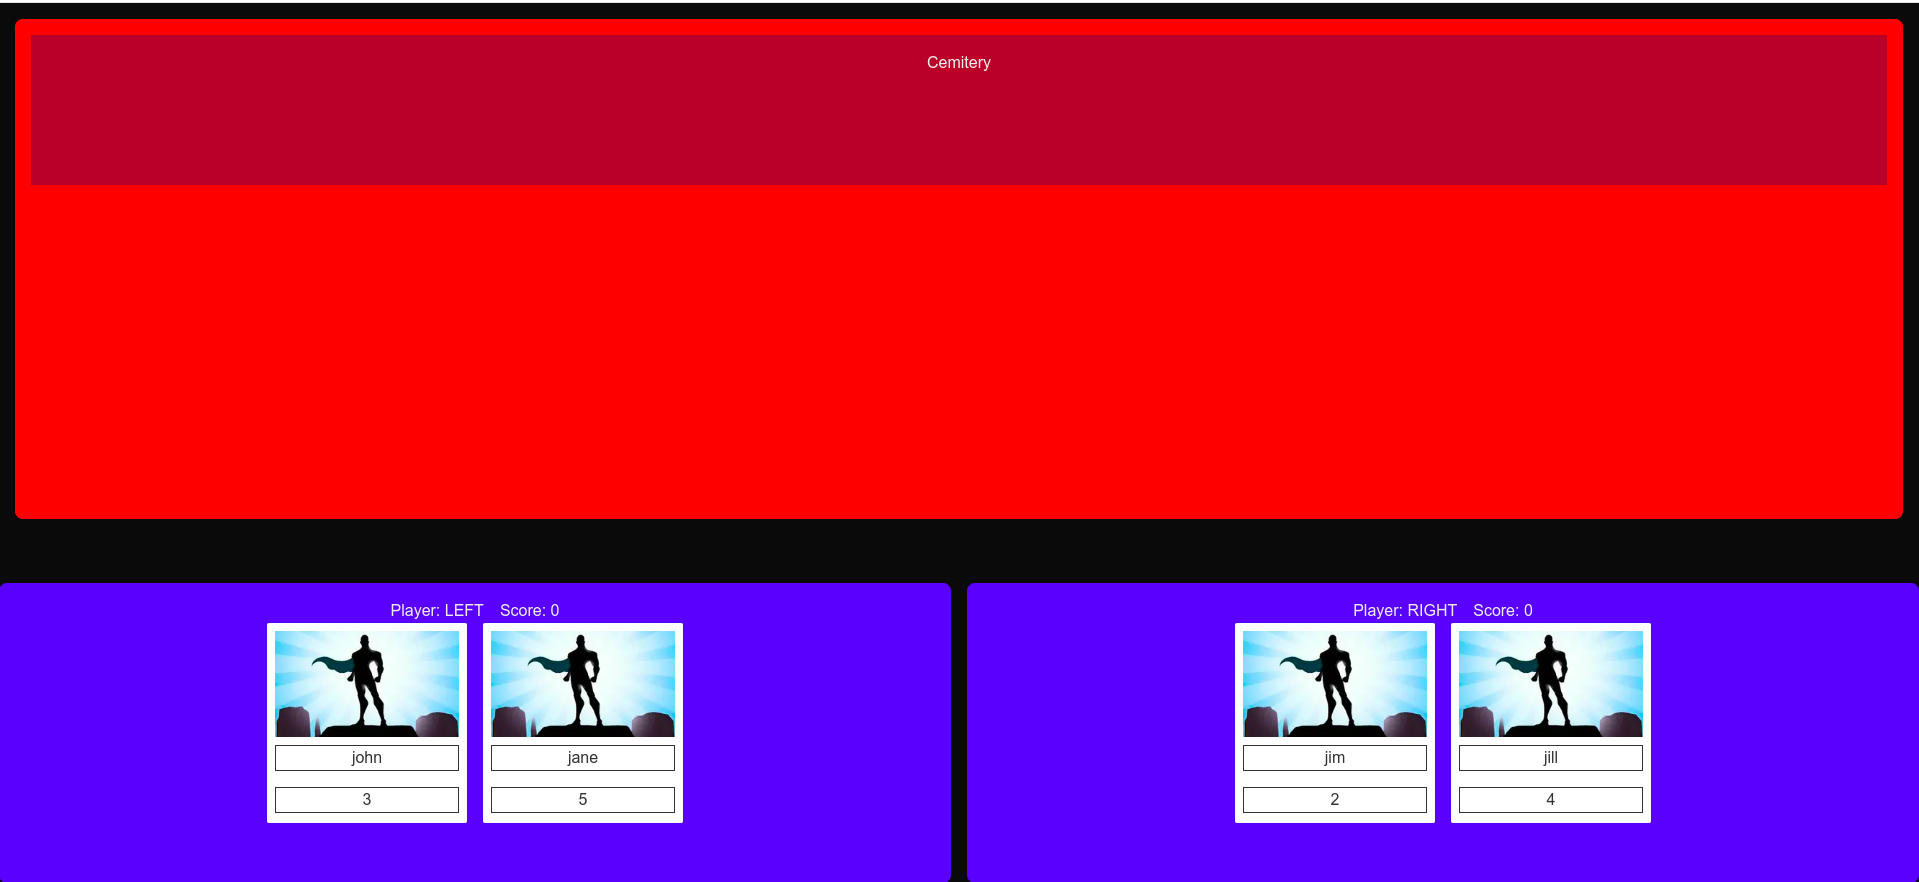 Cemitery
Player: LEFT Score: 0
john
3
jane
5
Player: RIGHT Score: 0
jim
2
jill
4